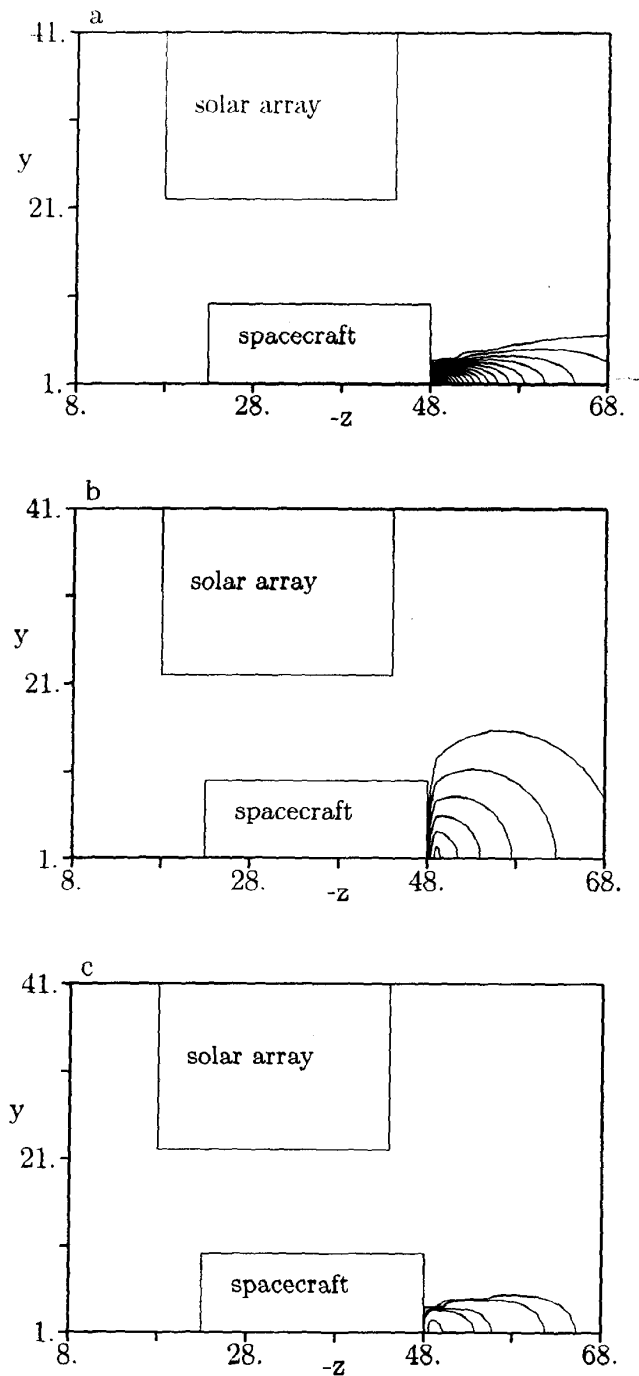 a
41.
solar array
y
21.
spacecraft
1.
8. 28. 48. 68.
-z
b
41.
solar array
y
21.
spacecraft
1.
8. 28. 48. 68.
-z
c
41.
solar array
y
21.
spacecraft
1.
8. 28. 48. 68.
-z